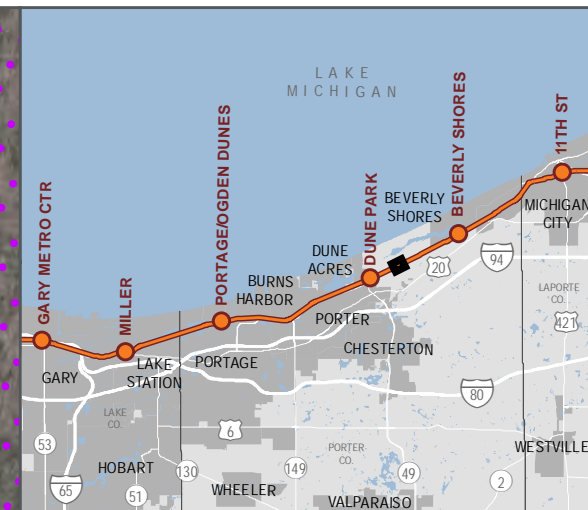 LAKE
MICHIGAN
GARY METRO CTR
MILLER
PORTAGE/OGDEN DUNES
DUNE PARK
BEVERLY SHORES
11TH ST
BEVERLY
SHORES
MICHIGAN
CITY
DUNE
ACRES
20
94
BURNS
HARBOR
LAPORTE
CO.
421
PORTER
CHESTERTON
LAKE
STATION
PORTAGE
GARY
80
LAKE
CO.
6
53
PORTER
CO.
WESTVILLE
HOBART
130
149
49
2
65
51
WHEELER
VALPARAISO